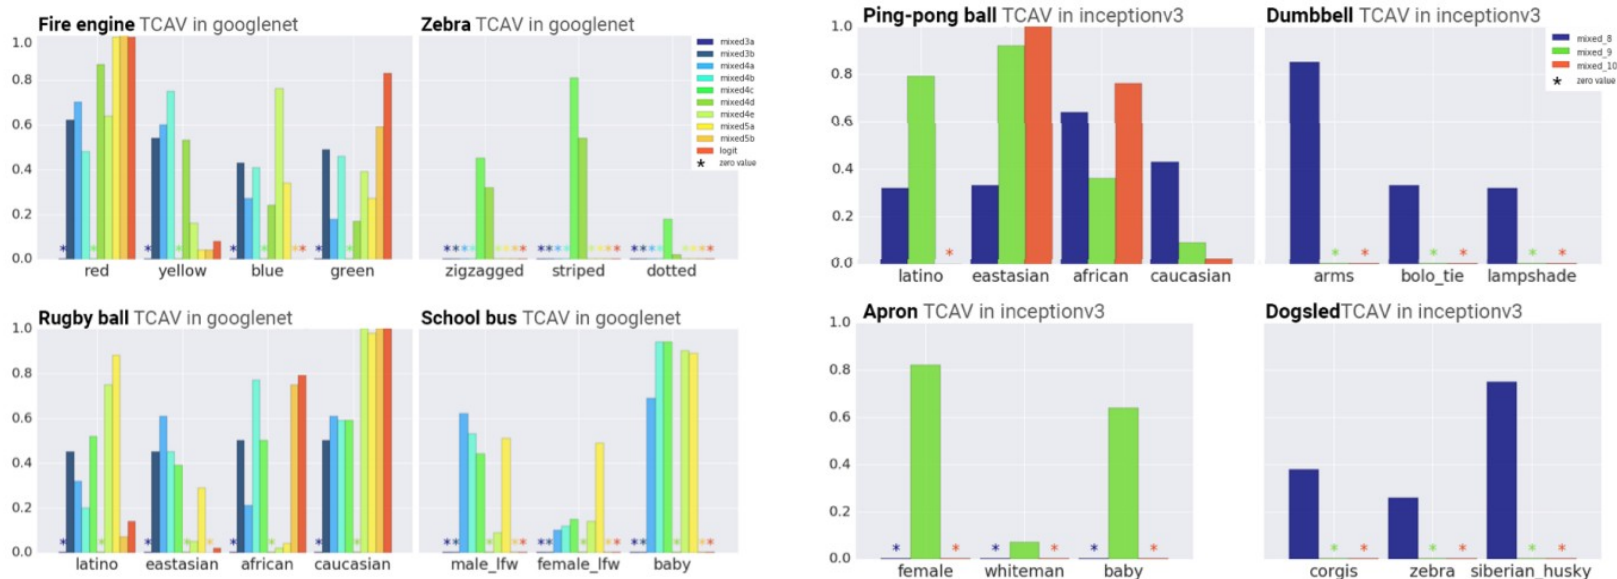 Fire engine TCAV in googlenet
1.0
0.8
0.6
0.4
0.2
0.0
red yellow blue green
Zebra TCAV in googlenet
mixed3a
mixed3b
mixed4a
mixed4b
mixed4c
mixed4d
mixed4e
mixed5a
mixed5b
logit
* zero value
zigzagged striped dotted
Ping-pong ball TCAV in inceptionv3
1.0
0.8
0.6
0.4
0.2
0.0
latino eastasian african caucasian
Dumbbell TCAV in inceptionv3
mixed_8
mixed_9
mixed_10
* zero value
arms bolo_tie lampshade
Rugby ball TCAV in googlenet
1.0
0.8
0.6
0.4
0.2
0.0
latino eastasian african caucasian
School bus TCAV in googlenet
male_lfw female_lfw baby
Apron TCAV in inceptionv3
1.0
0.8
0.6
0.4
0.2
0.0
female whiteman baby
DogsledTCAV in inceptionv3
corgis zebra siberian_husky